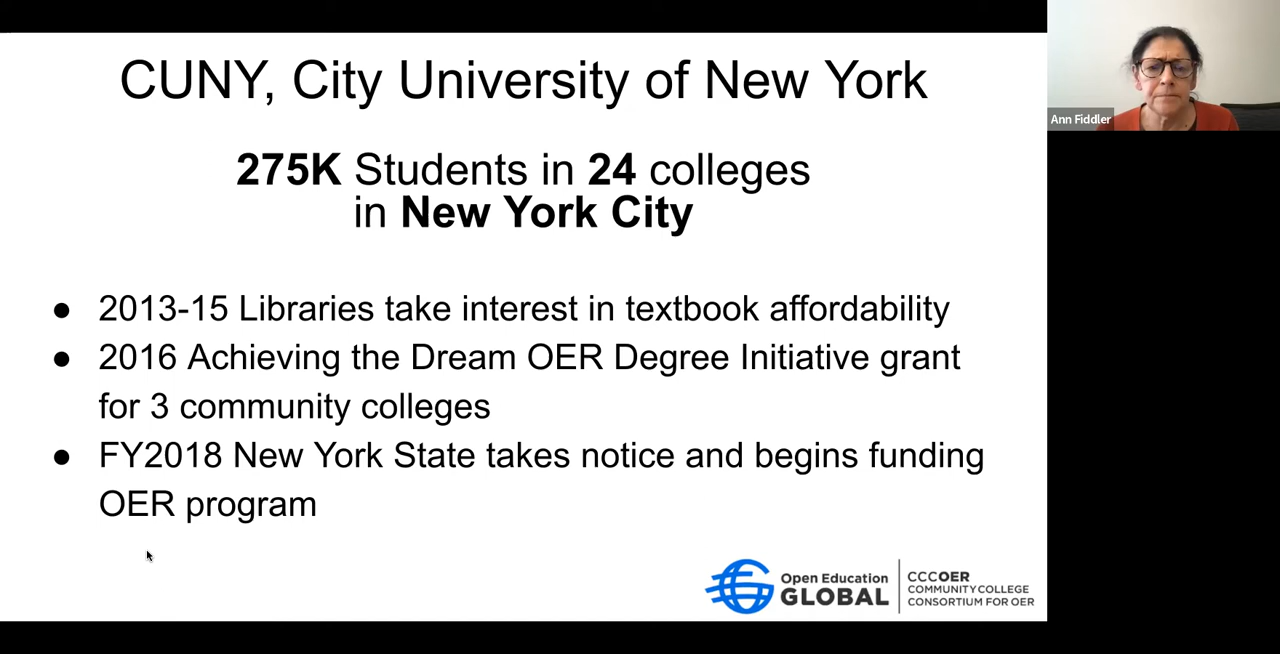 CUNY, City University of New York
275K Students in 24 colleges
in New York City
● 2013-15 Libraries take interest in textbook affordability
● 2016 Achieving the Dream OER Degree Initiative grant
for 3 community colleges
● FY2018 New York State takes notice and begins funding
OER program
Open Education
GLOBAL
CCCOER
COMMUNITY COLLEGE
CONSORTIUM FOR OER
Ann Fiddler